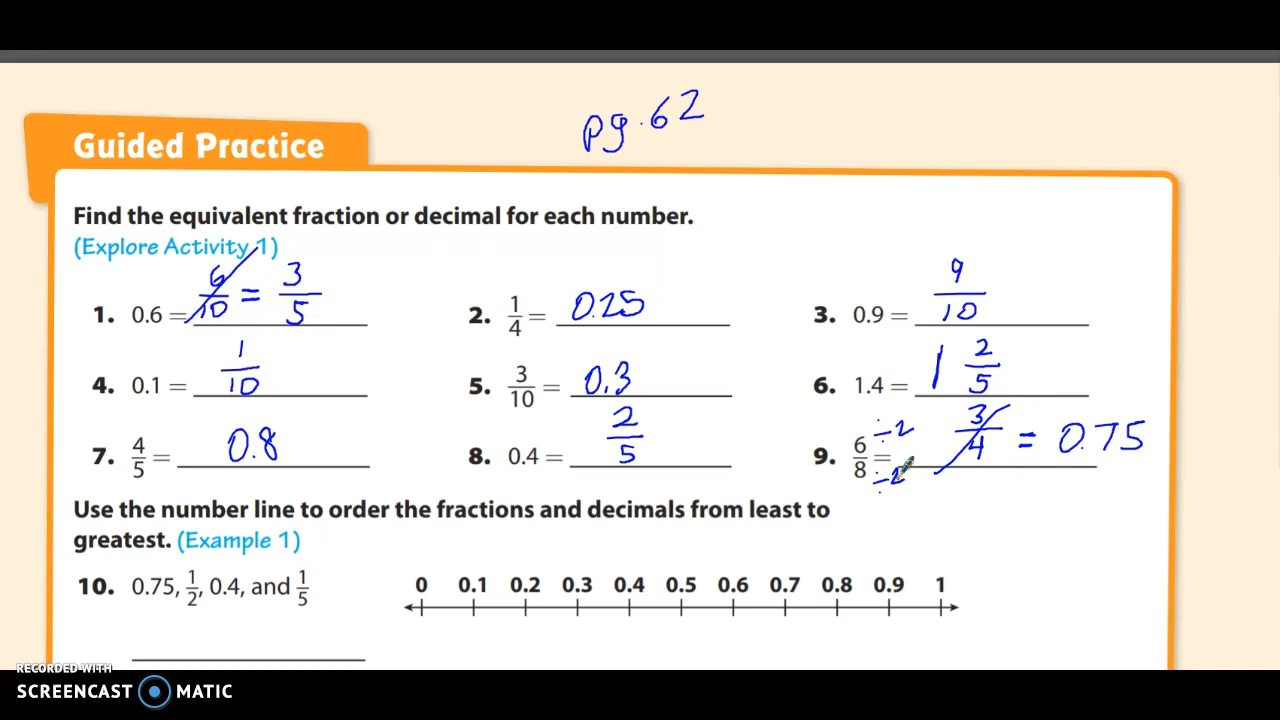 pg. 62
Guided Practice
Find the equivalent fraction or decimal for each number.
(Explore Activity 1)
1. 0.6 = 6/10 = 3/5 2. 1/4 = 0.25 3. 0.9 = 9/10
4. 0.1 = 1/10 5. 3/10 = 0.3 6. 1.4 = 1 2/5
7. 4/5 = 0.8 8. 0.4 = 2/5 9. 6/8 ÷2 ÷2 = 3/4 = 0.75
Use the number line to order the fractions and decimals from least to
greatest. (Example 1)
10. 0.75, 1/2, 0.4, and 1/5 0 0.1 0.2 0.3 0.4 0.5 0.6 0.7 0.8 0.9 1
RECORDED WITH
SCREENCAST MATIC